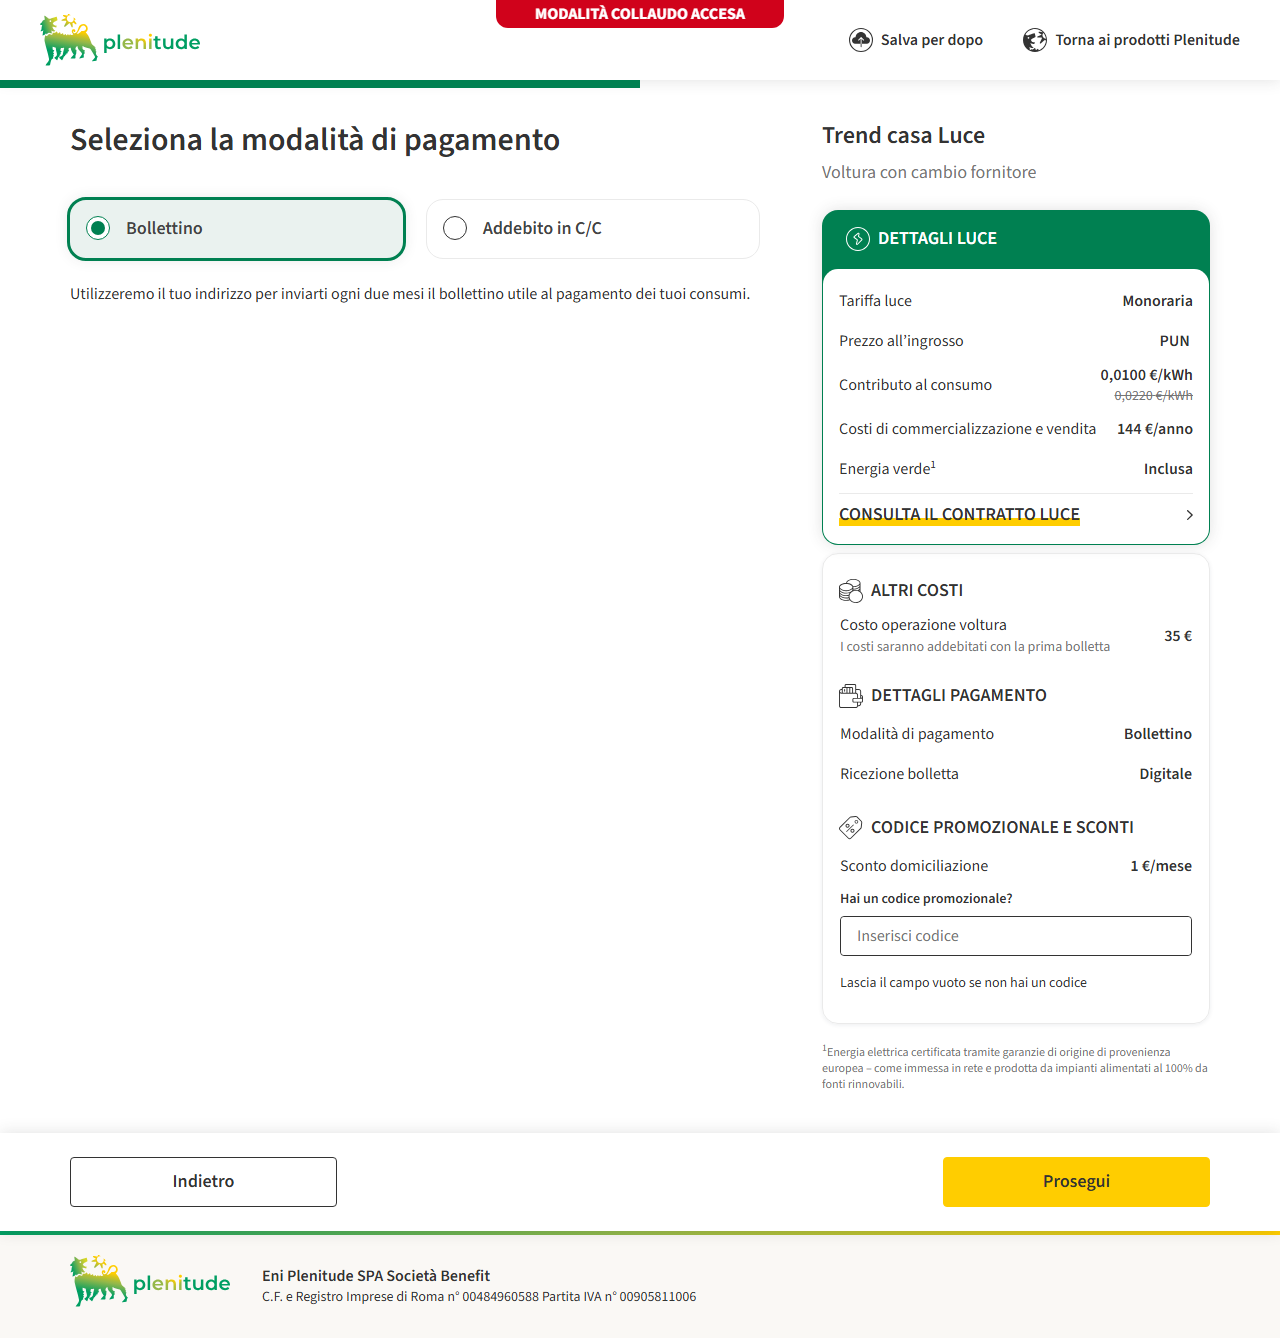 MODALITÀ COLLAUDO ACCESA
plenitude
Salva per dopo
Torna ai prodotti Plenitude
Seleziona la modalità di pagamento
Bollettino
Addebito in C/C
Utilizzeremo il tuo indirizzo per inviarti ogni due mesi il bollettino utile al pagamento dei tuoi consumi.
Trend casa Luce
Voltura con cambio fornitore
DETTAGLI LUCE
Tariffa luce Monoraria
Prezzo all’ingrosso PUN
Contributo al consumo 0,0100 €/kWh
0,0220 €/kWh
Costi di commercializzazione e vendita 144 €/anno
Energia verde¹ Inclusa
CONSULTA IL CONTRATTO LUCE
ALTRI COSTI
Costo operazione voltura 35 €
I costi saranno addebitati con la prima bolletta
DETTAGLI PAGAMENTO
Modalità di pagamento Bollettino
Ricezione bolletta Digitale
CODICE PROMOZIONALE E SCONTI
Sconto domiciliazione 1 €/mese
Hai un codice promozionale?
Inserisci codice
Lascia il campo vuoto se non hai un codice
¹Energia elettrica certificata tramite garanzie di origine di provenienza
europea – come immessa in rete e prodotta da impianti alimentati al 100% da
fonti rinnovabili.
Indietro
Prosegui
plenitude
Eni Plenitude SPA Società Benefit
C.F. e Registro Imprese di Roma n° 00484960588 Partita IVA n° 00905811006